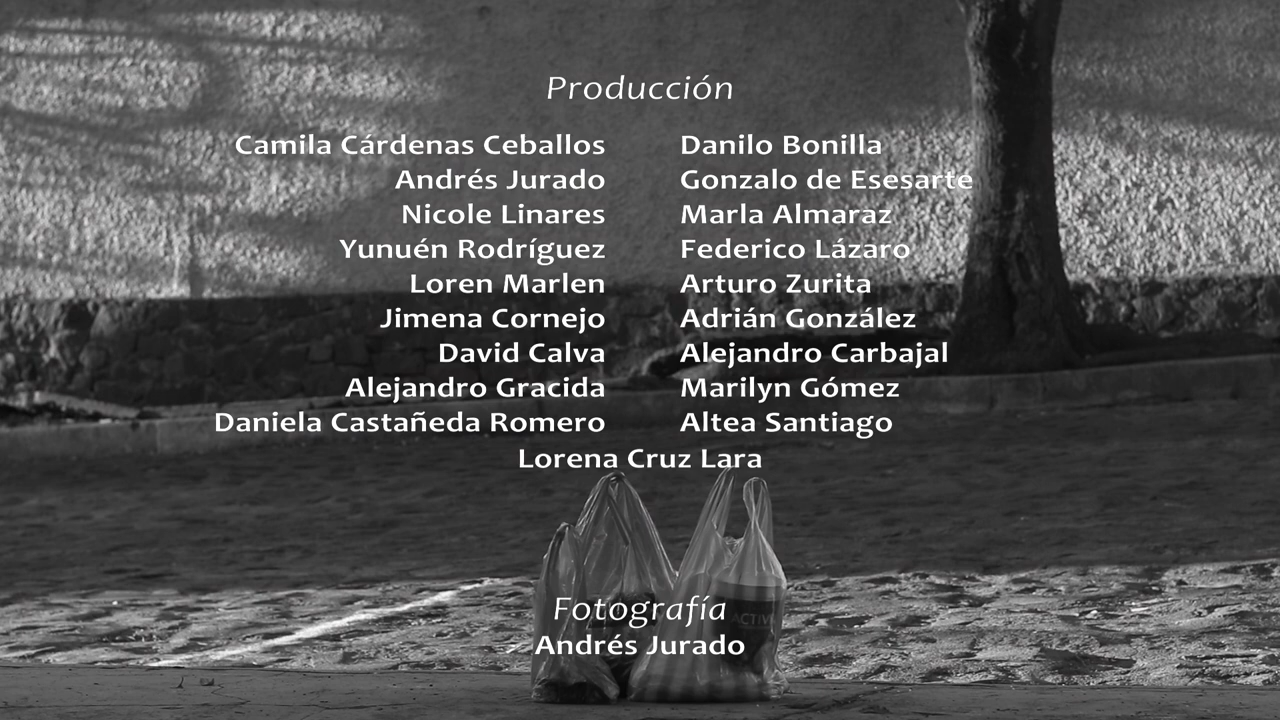 Producción
Camila Cárdenas Ceballos Danilo Bonilla
Andrés Jurado Gonzalo de Esesarte
Nicole Linares Marla Almaraz
Yunuén Rodríguez Federico Lázaro
Loren Marlen Arturo Zurita
Jimena Cornejo Adrián González
David Calva Alejandro Carbajal
Alejandro Gracida Marilyn Gómez
Daniela Castañeda Romero Altea Santiago
Lorena Cruz Lara
Fotografía
Andrés Jurado